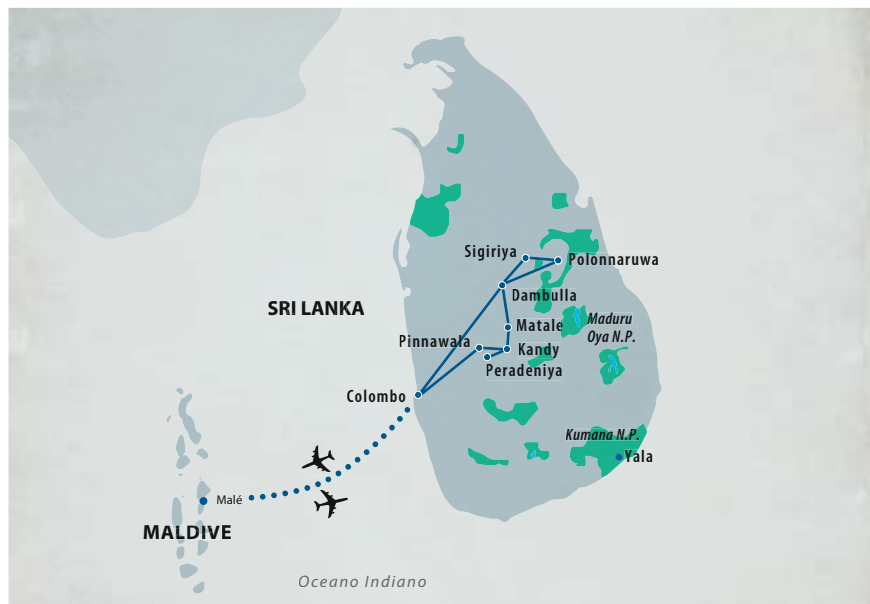 Sigiriya
Polonnaruwa
Dambulla
SRI LANKA
Matale
Maduru
Oya N.P.
Pinnawala
Kandy
Peradeniya
Colombo
Kumana N.P.
Yala
Malé
MALDIVE
Oceano Indiano